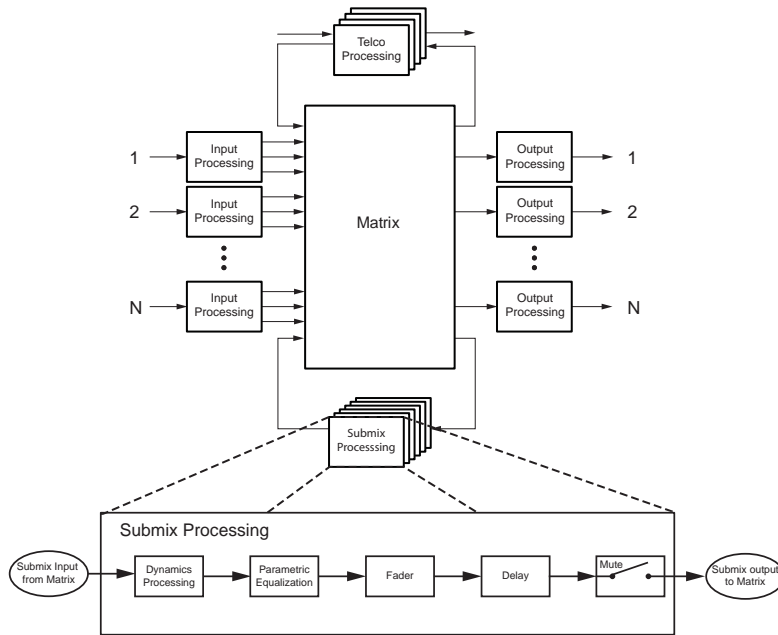 Telco
Processing
1
Input
Processing
Output
Processing
1
2
Input
Processing
Output
Processing
2
Matrix
N
Input
Processing
Output
Processing
N
Submix
Processsing
Submix Processing
Submix Input
from Matrix
Dynamics
Processing
Parametric
Equalization
Fader
Delay
Mute
Submix output
to Matrix